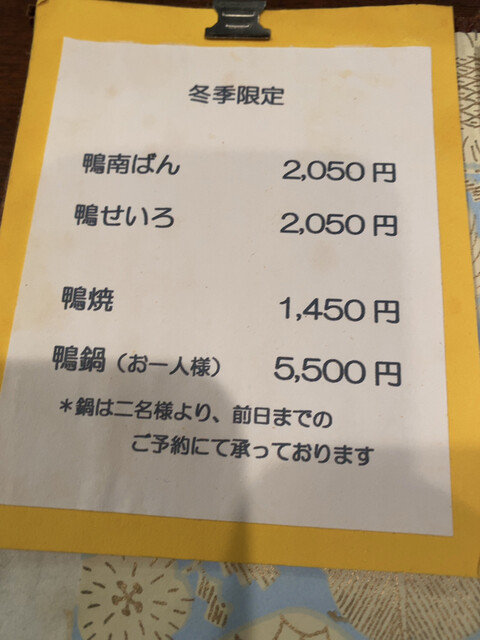 冬季限定
鴨南ばん 2,050円
鴨せいろ 2,050円
鴨焼 1,450円
鴨鍋（お一人様） 5,500円
＊鍋は二名様より、前日までの
ご予約にて承っております